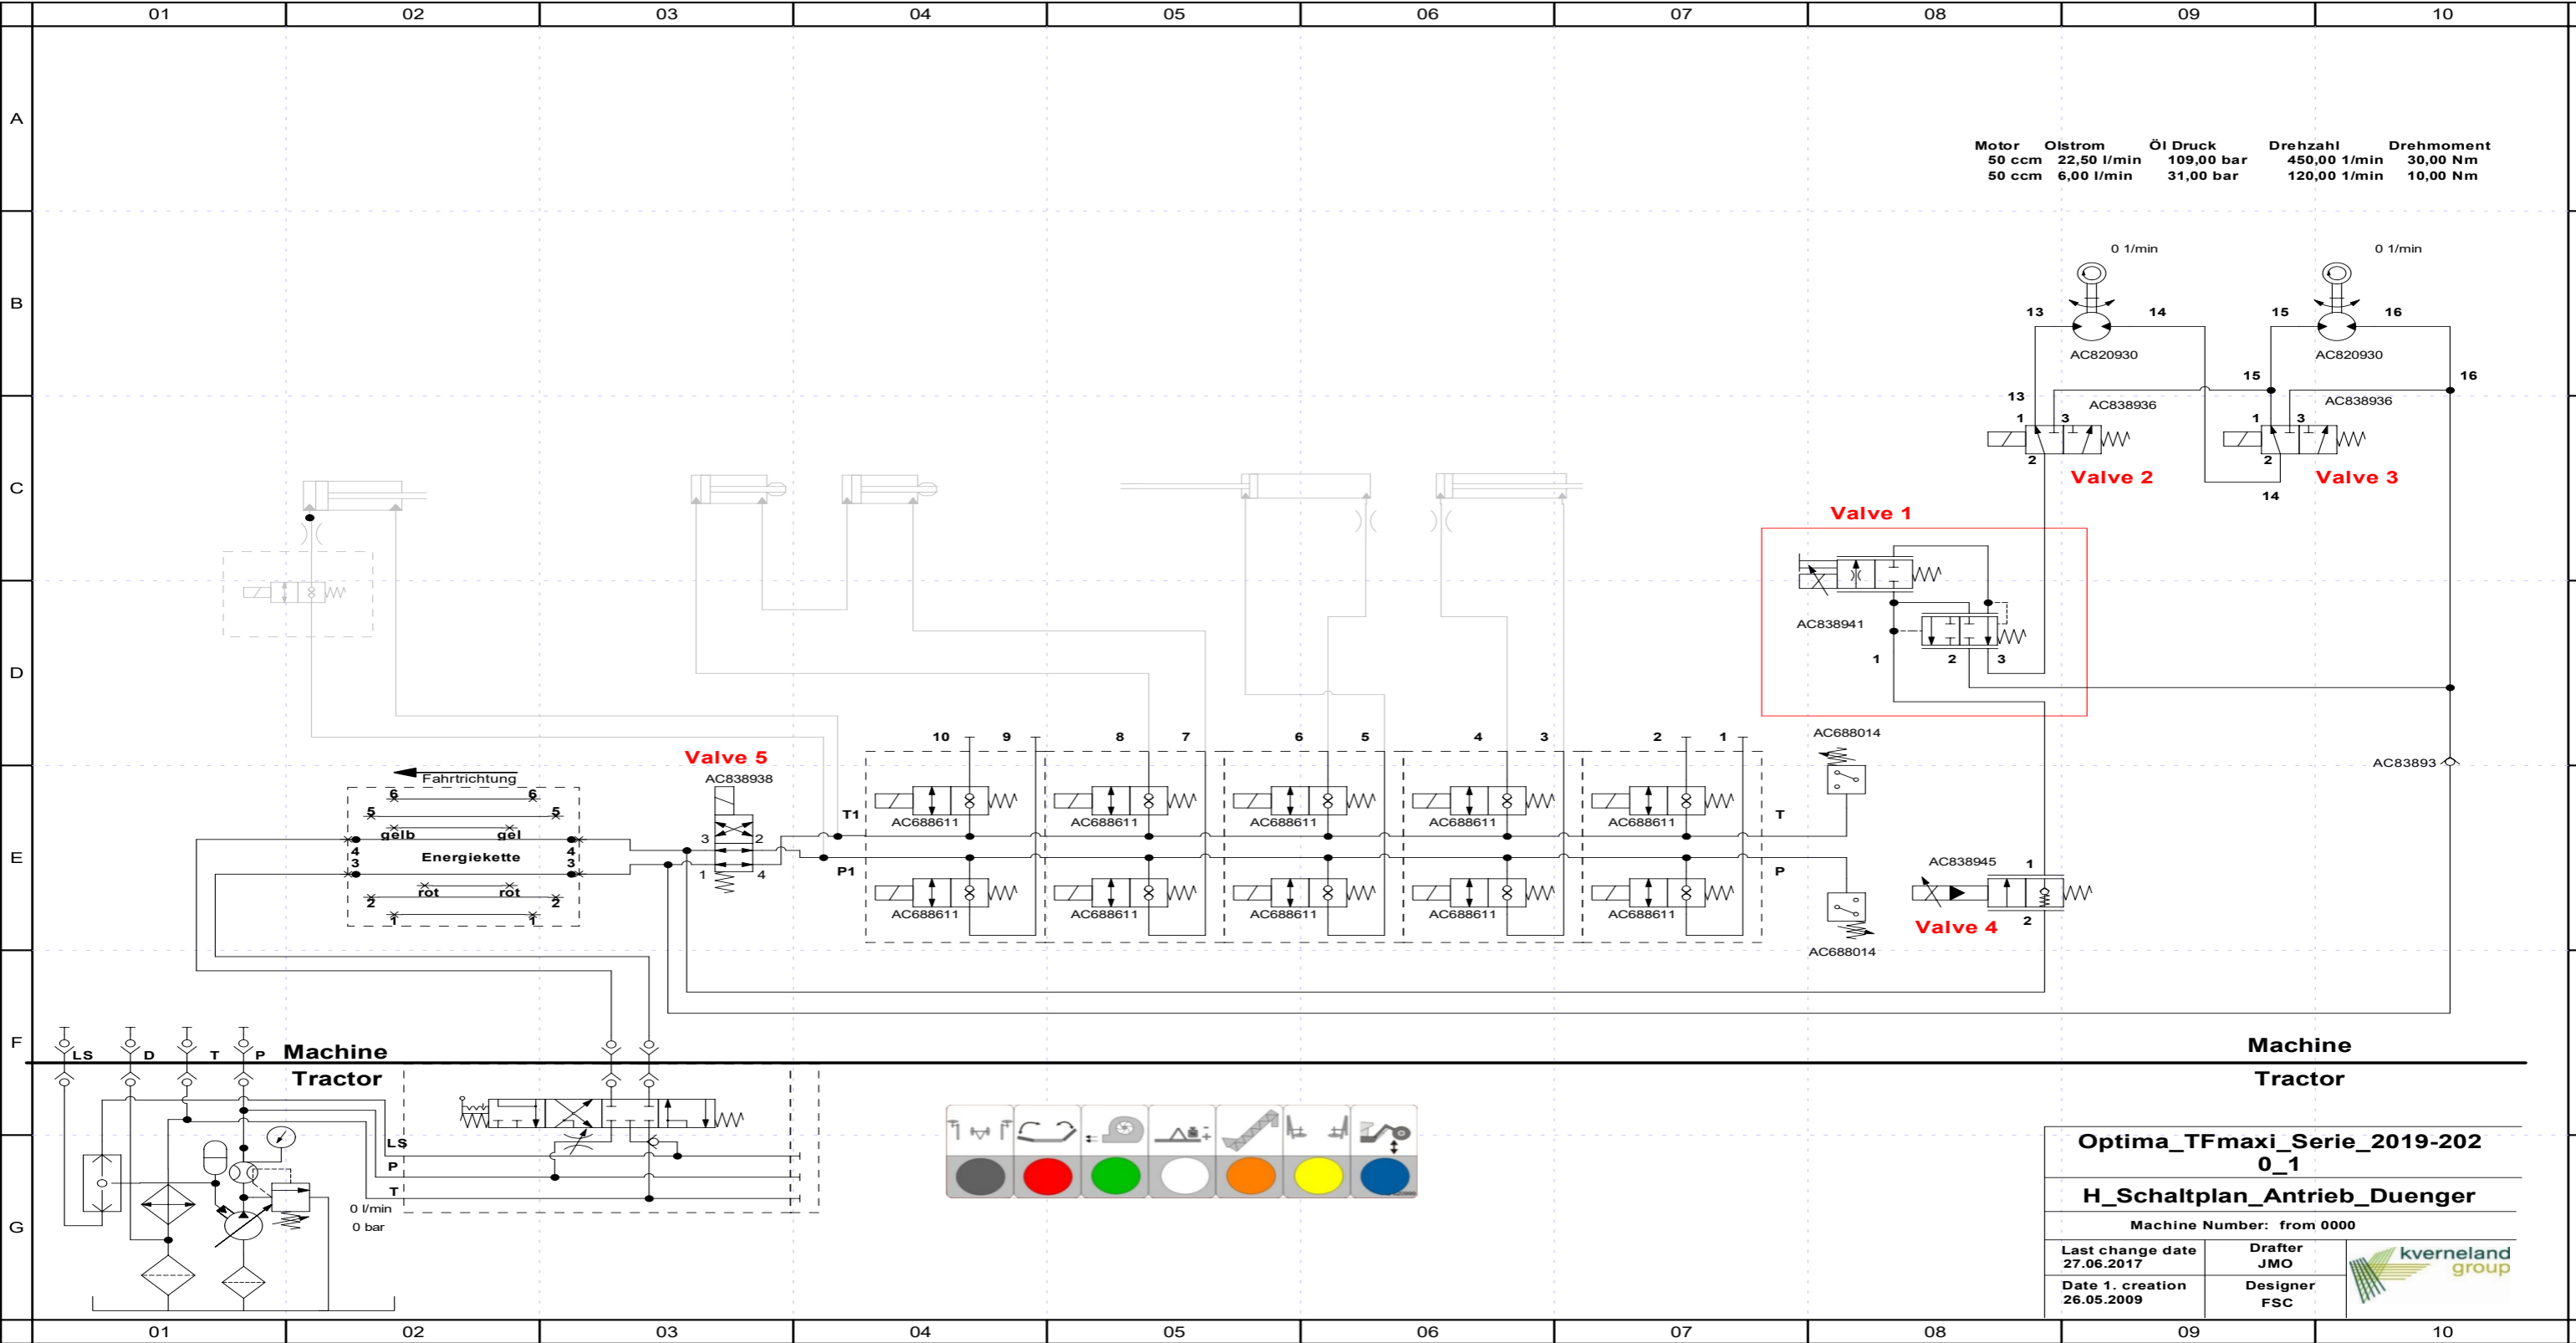 01 02 03 04 05 06 07 08 09 10
A
Motor Olstrom Öl Druck Drehzahl Drehmoment
50 ccm 22,50 l/min 109,00 bar 450,00 1/min 30,00 Nm
50 ccm 6,00 l/min 31,00 bar 120,00 1/min 10,00 Nm
B
0 1/min 0 1/min
13 14 15 16
AC820930 AC820930
15 16
13 AC838936 AC838936
1 3 1 3
2 2
C
Valve 2 Valve 3
14
Valve 1
AC838941
1 2 3
D
AC688014
10 9 8 7 6 5 4 3 2 1
Valve 5
AC838938
AC83893
Fahrtrichtung
6 6
5 5
gelb gel
4 4
Energiekette
3 3
rot rot
2 2
1 1
3 2
1 4
T1
T
AC688611 AC688611 AC688611 AC688611 AC688611
E
P1
P
AC688611 AC688611 AC688611 AC688611 AC688611
AC838945 1
Valve 4 2
AC688014
F
LS D T P Machine
Machine
Tractor
Tractor
LS
P
T
0 l/min
0 bar
G
Optima_TFmaxi_Serie_2019-202
0_1
H_Schaltplan_Antrieb_Duenger
Machine Number: from 0000
Last change date
27.06.2017
Drafter
JMO
Date 1. creation
26.05.2009
Designer
FSC
kverneland
group
01 02 03 04 05 06 07 08 09 10